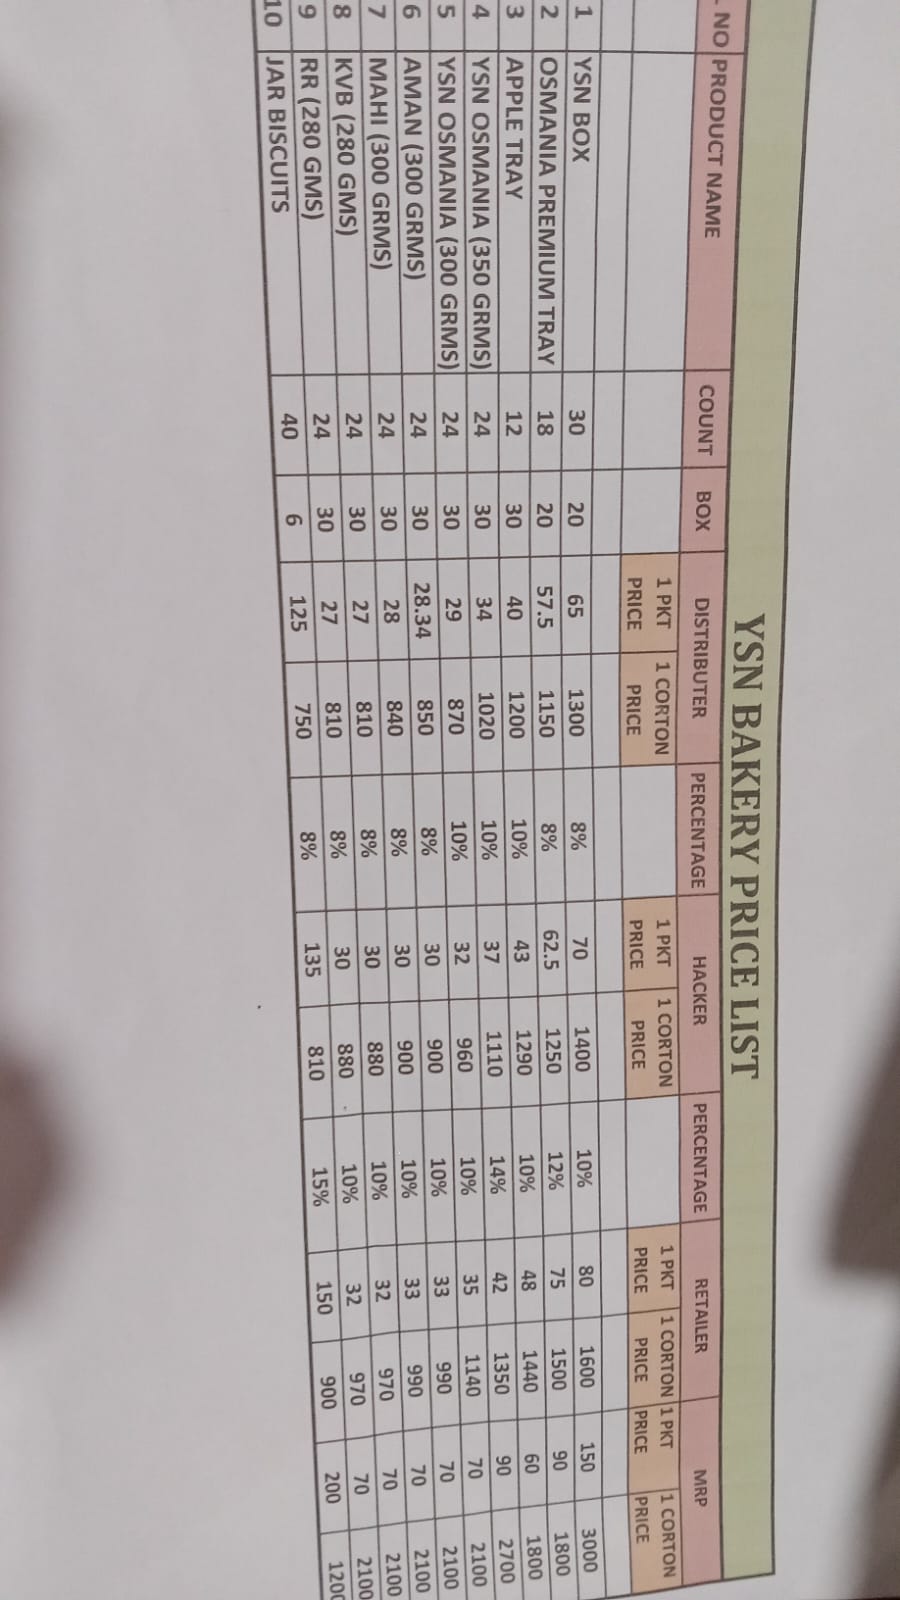 YSN BAKERY PRICE LIST
NO PRODUCT NAME COUNT BOX DISTRIBUTER PERCENTAGE HACKER PERCENTAGE RETAILER MRP
1 PKT PRICE 1 CORTON PRICE 1 PKT PRICE 1 CORTON PRICE 1 PKT PRICE 1 CORTON PRICE 1 PKT PRICE 1 CORTON PRICE
1 YSN BOX 30 20 65 1300 8% 70 1400 10% 80 1600 150 3000
2 OSMANIA PREMIUM TRAY 18 20 57.5 1150 8% 62.5 1250 12% 75 1500 90 1800
3 APPLE TRAY 12 30 40 1200 10% 43 1290 10% 48 1440 60 1800
4 YSN OSMANIA (350 GRMS) 24 30 34 1020 10% 37 1110 14% 42 1350 90 2700
5 YSN OSMANIA (300 GRMS) 24 30 29 870 10% 32 960 10% 35 1140 70 2100
6 AMAN (300 GRMS) 24 30 28.34 850 8% 30 900 10% 33 990 70 2100
7 MAHI (300 GRMS) 24 30 28 840 8% 30 900 10% 33 990 70 2100
8 KVB (280 GMS) 24 30 27 810 8% 30 880 10% 32 970 70 2100
9 RR (280 GMS) 24 30 27 810 8% 30 880 10% 32 970 70 2100
10 JAR BISCUITS 40 6 125 750 8% 135 810 15% 150 900 200 1200